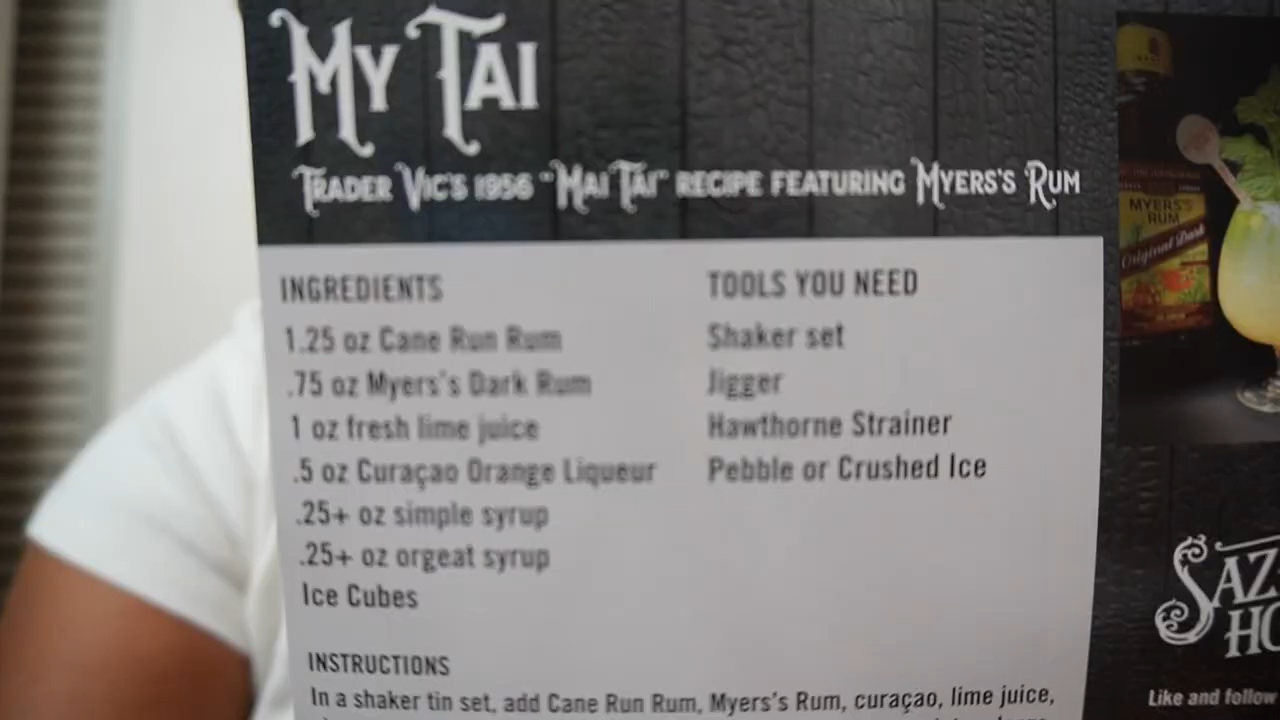 My Tai
Trader Vic's 1956 "Mai Tai" recipe featuring Myers's Rum
INGREDIENTS
1.25 oz Cane Run Rum
.75 oz Myers's Dark Rum
1 oz fresh lime juice
.5 oz Curaçao Orange Liqueur
.25+ oz simple syrup
.25+ oz orgeat syrup
Ice Cubes
TOOLS YOU NEED
Shaker set
Jigger
Hawthorne Strainer
Pebble or Crushed Ice
INSTRUCTIONS
In a shaker tin set, add Cane Run Rum, Myers's Rum, curaçao, lime juice,
MYERS'S
RUM
Original Dark
Like and follow